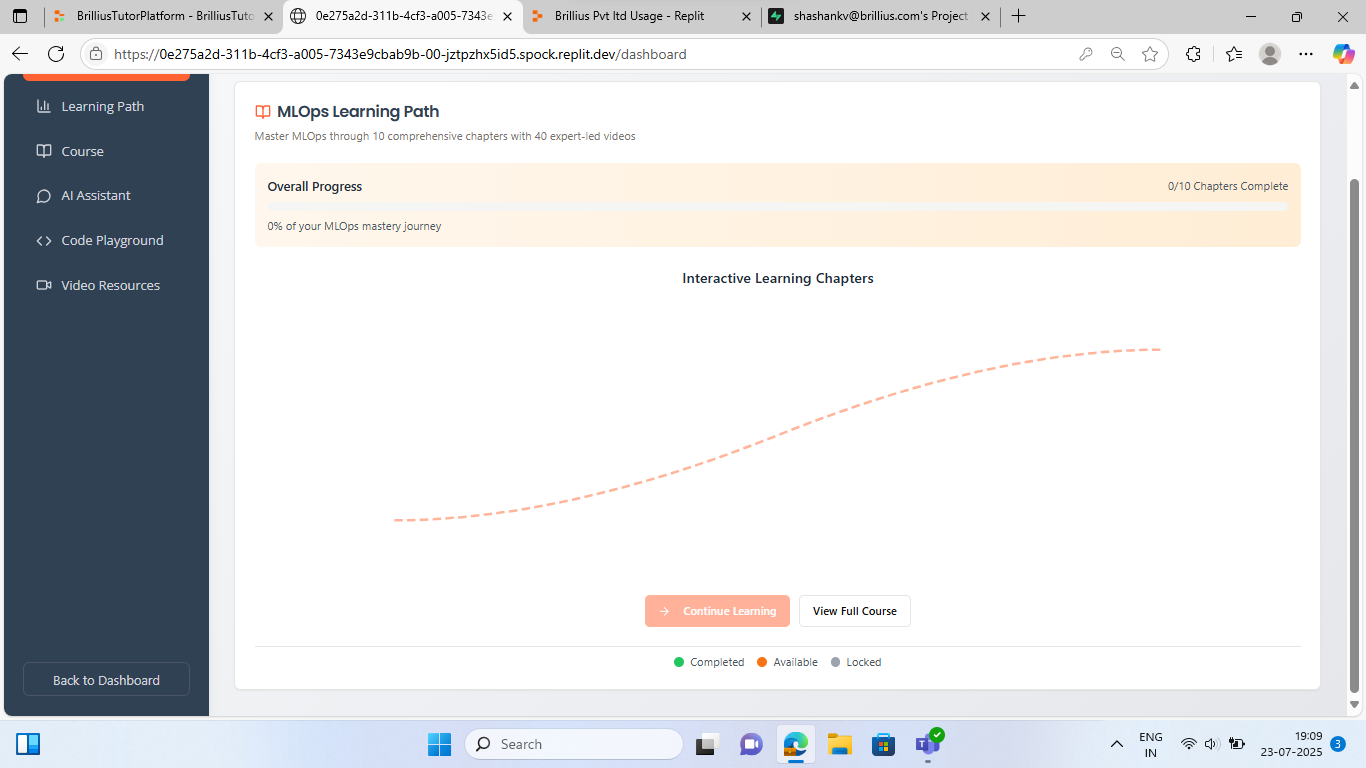 BrilliusTutorPlatform - BrilliusTuto
0e275a2d-311b-4cf3-a005-7343e
Brillius Pvt ltd Usage - Replit
shashankv@brillius.com's Project
https://0e275a2d-311b-4cf3-a005-7343e9cbab9b-00-jztpzhx5id5.spock.replit.dev/dashboard
Learning Path
Course
AI Assistant
Code Playground
Video Resources
Back to Dashboard
MLOps Learning Path
Master MLOps through 10 comprehensive chapters with 40 expert-led videos
Overall Progress
0/10 Chapters Complete
0% of your MLOps mastery journey
Interactive Learning Chapters
Continue Learning
View Full Course
Completed
Available
Locked
Search
ENG
IN
19:09
23-07-2025
3